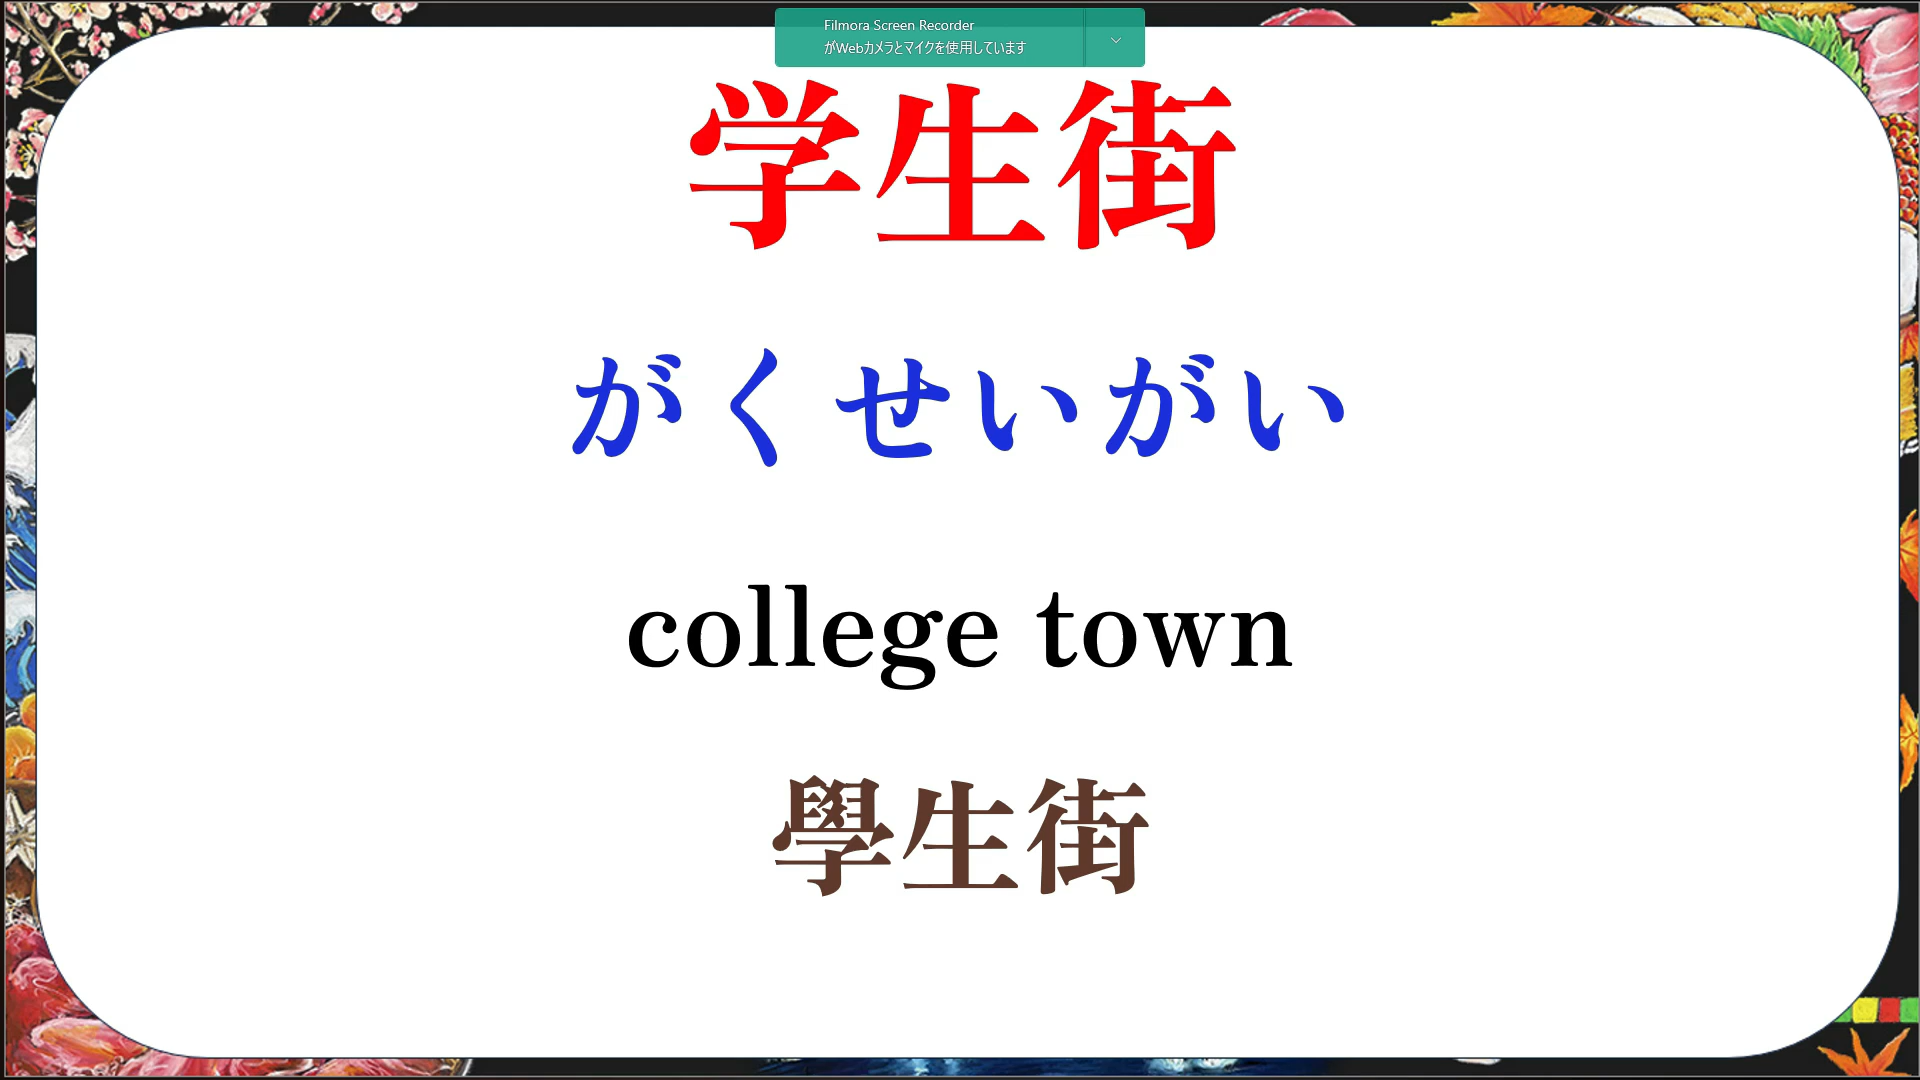 Filmora Screen Recorder
がWebカメラとマイクを使用しています
学生街
がくせいがい
college town
學生街